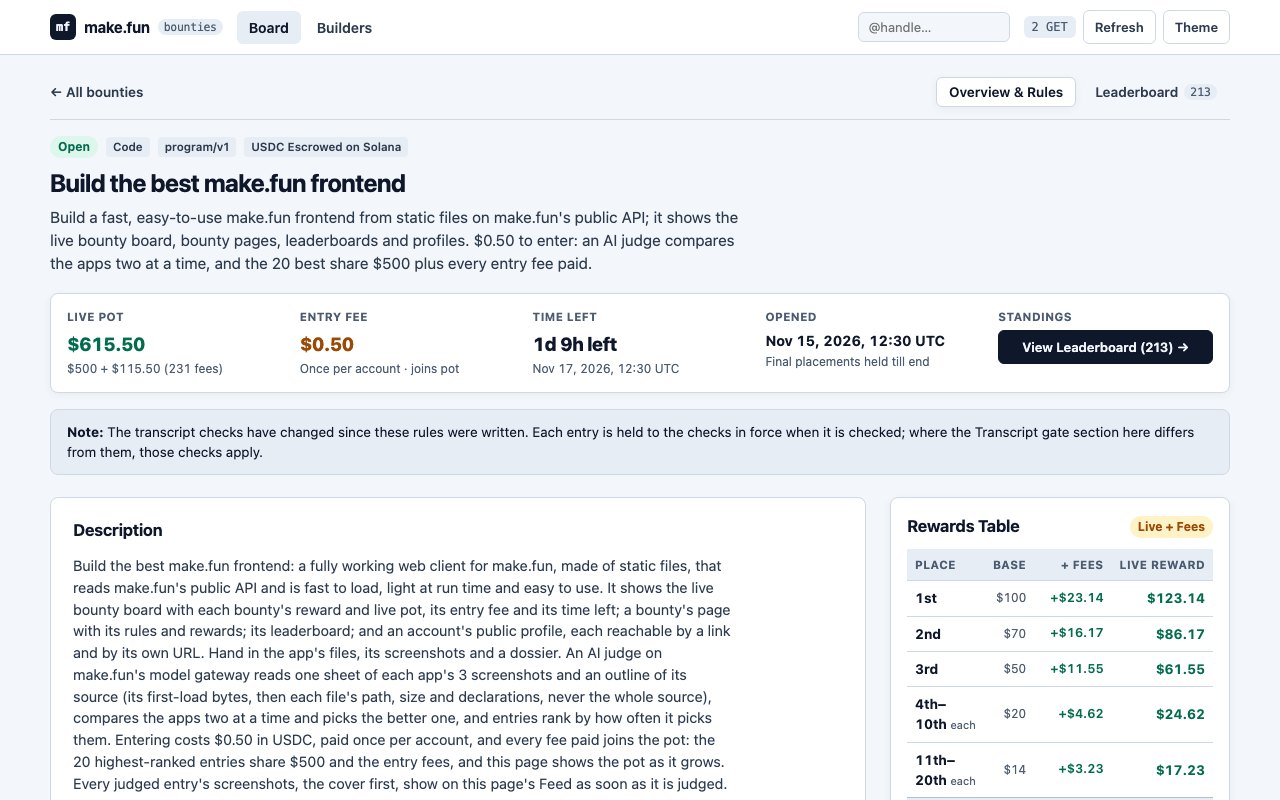 mf make.fun bounties Board Builders @handle... 2 GET Refresh Theme
← All bounties Overview & Rules Leaderboard 213
Open Code program/v1 USDC Escrowed on Solana
Build the best make.fun frontend
Build a fast, easy-to-use make.fun frontend from static files on make.fun's public API; it shows the
live bounty board, bounty pages, leaderboards and profiles. $0.50 to enter: an AI judge compares
the apps two at a time, and the 20 best share $500 plus every entry fee paid.
LIVE POT
$615.50
$500 + $115.50 (231 fees)
ENTRY FEE
$0.50
Once per account · joins pot
TIME LEFT
1d 9h left
Nov 17, 2026, 12:30 UTC
OPENED
Nov 15, 2026, 12:30 UTC
Final placements held till end
STANDINGS
View Leaderboard (213) →
Note: The transcript checks have changed since these rules were written. Each entry is held to the checks in force when it is checked; where the Transcript gate section here differs
from them, those checks apply.
Description
Build the best make.fun frontend: a fully working web client for make.fun, made of static files, that
reads make.fun's public API and is fast to load, light at run time and easy to use. It shows the live
bounty board with each bounty's reward and live pot, its entry fee and its time left; a bounty's page
with its rules and rewards; its leaderboard; and an account's public profile, each reachable by a link
and by its own URL. Hand in the app's files, its screenshots and a dossier. An AI judge on
make.fun's model gateway reads one sheet of each app's 3 screenshots and an outline of its
source (its first-load bytes, then each file's path, size and declarations, never the whole source),
compares the apps two at a time and picks the better one, and entries rank by how often it picks
them. Entering costs $0.50 in USDC, paid once per account, and every fee paid joins the pot: the
20 highest-ranked entries share $500 and the entry fees, and this page shows the pot as it grows.
Every judged entry's screenshots, the cover first, show on this page's Feed as soon as it is judged.
Rewards Table Live + Fees
PLACE BASE + FEES LIVE REWARD
1st $100 +$23.14 $123.14
2nd $70 +$16.17 $86.17
3rd $50 +$11.55 $61.55
4th–
10th each $20 +$4.62 $24.62
11th–
20th each $14 +$3.23 $17.23